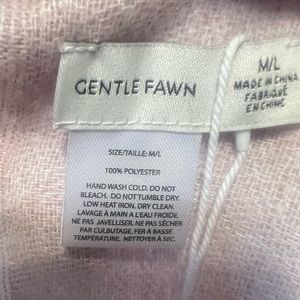 GENTLE FAWN
M/L
MADE IN CHINA
FABRIQUÉ
EN CHINE
SIZE/TAILLE: M/L
100% POLYESTER
HAND WASH COLD. DO NOT
BLEACH. DO NOT TUMBLE DRY.
LOW HEAT IRON. DRY CLEAN.
LAVAGE À MAIN A L'EAU FROIDE.
NE PAS JAVELLISER. NE PAS SÉCHER
PAR CULBUTAGE. FER À BASSE
TEMPÉRATURE. NETTOYER À SEC.